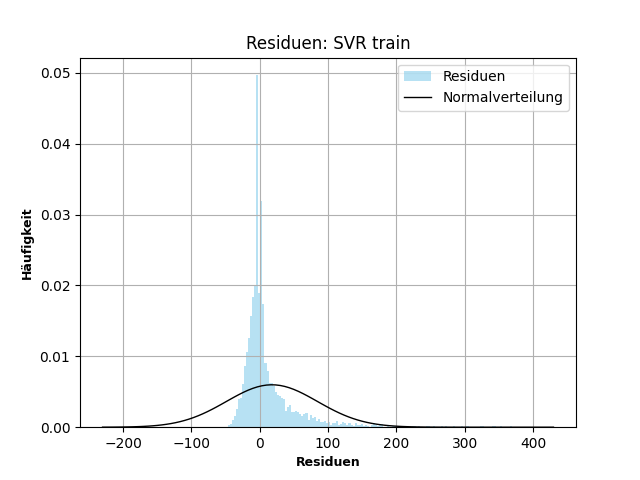 Residuen: SVR train
Residuen
Normalverteilung
0.05
0.04
0.03
0.02
0.01
0.00
Häufigkeit
−200 −100 0 100 200 300 400
Residuen